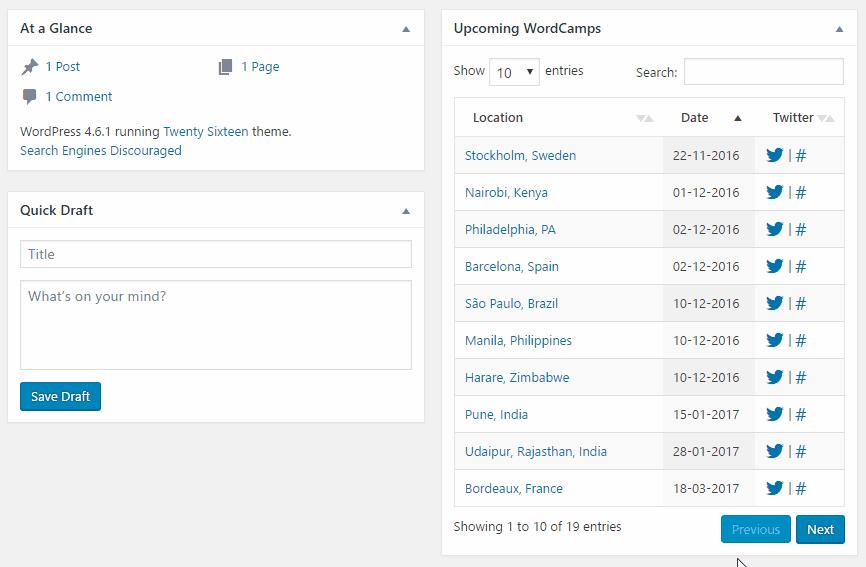 At a Glance
1 Post
1 Page
1 Comment
WordPress 4.6.1 running Twenty Sixteen theme.
Search Engines Discouraged
Quick Draft
Title
What's on your mind?
Save Draft
Upcoming WordCamps
Show 10 entries Search:
Location Date Twitter
Stockholm, Sweden 22-11-2016 | #
Nairobi, Kenya 01-12-2016 | #
Philadelphia, PA 02-12-2016 | #
Barcelona, Spain 02-12-2016 | #
São Paulo, Brazil 10-12-2016 | #
Manila, Philippines 10-12-2016 | #
Harare, Zimbabwe 10-12-2016 | #
Pune, India 15-01-2017 | #
Udaipur, Rajasthan, India 28-01-2017 | #
Bordeaux, France 18-03-2017 | #
Showing 1 to 10 of 19 entries Previous Next